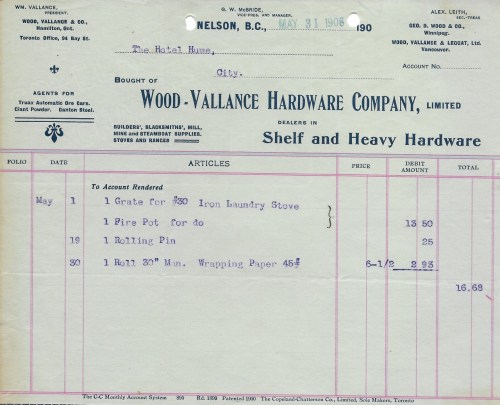 WM. VALLANCE,
PRESIDENT.
WOOD, VALLANCE & CO.,
Hamilton, Ont.
Toronto Office, 94 Bay St.
G. W. McBRIDE,
VICE-PRES. AND MANAGER.
NELSON, B.C., MAY 31 1908 190
ALEX. LEITH,
SEC.-TREAS.
GEO. D. WOOD & CO.,
Winnipeg.
WOOD, VALLANCE & LEGGAT, Ltd.
Vancouver.
ACCOUNT NO.
The Hotel Hume,
City.
BOUGHT OF
AGENTS FOR
Truax Automatic Ore Cars.
Giant Powder. Canton Steel.
WOOD-VALLANCE HARDWARE COMPANY, LIMITED
DEALERS IN
BUILDERS', BLACKSMITHS', MILL,
MINE AND STEAMBOAT SUPPLIES,
STOVES AND RANGES
Shelf and Heavy Hardware
FOLIO DATE ARTICLES PRICE DEBIT AMOUNT TOTAL
To Account Rendered
May 1 1 Grate for #30 Iron Laundry Stove
1 Fire Pot for do 13 50
19 1 Rolling Pin 25
30 1 Roll 30" Man. Wrapping Paper 45# 6-1/2 2 93
16.68
The C-C Monthly Account System Patented 1900 The Copeland-Chatterson Co., Limited, Sole Makers, Toronto